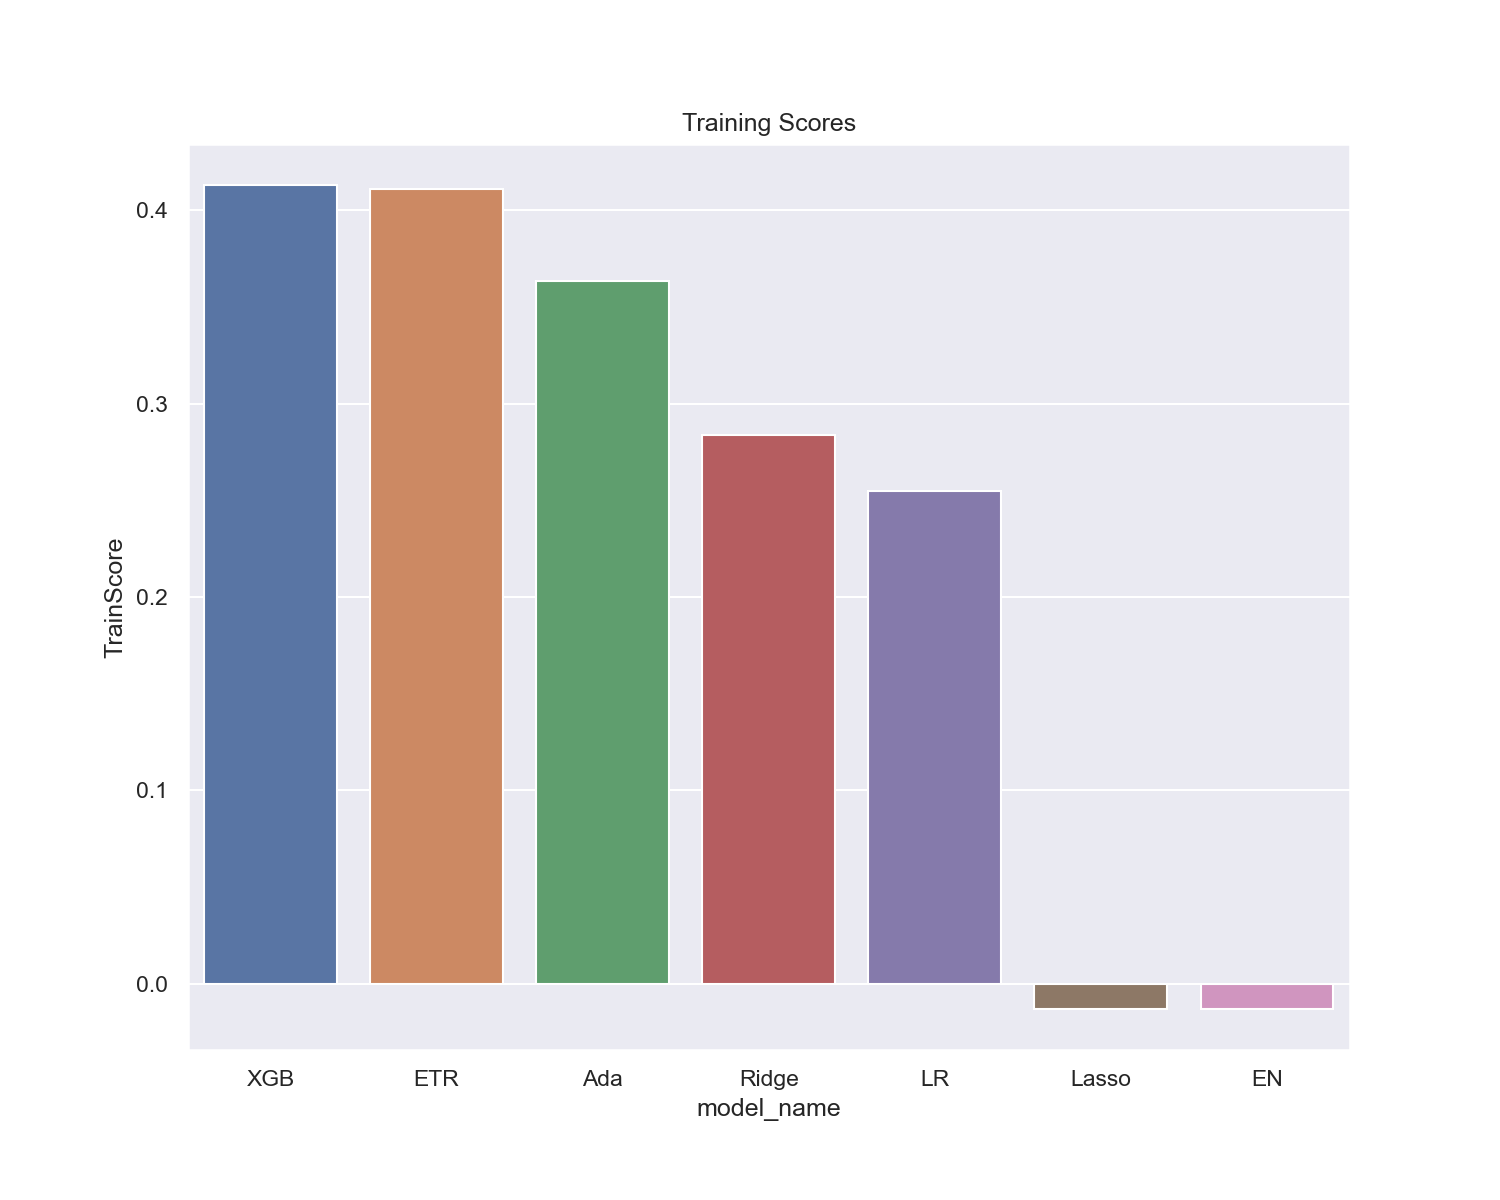 Training Scores
0.4
0.3
0.2
0.1
0.0
TrainScore
XGB ETR Ada Ridge LR Lasso EN
model_name